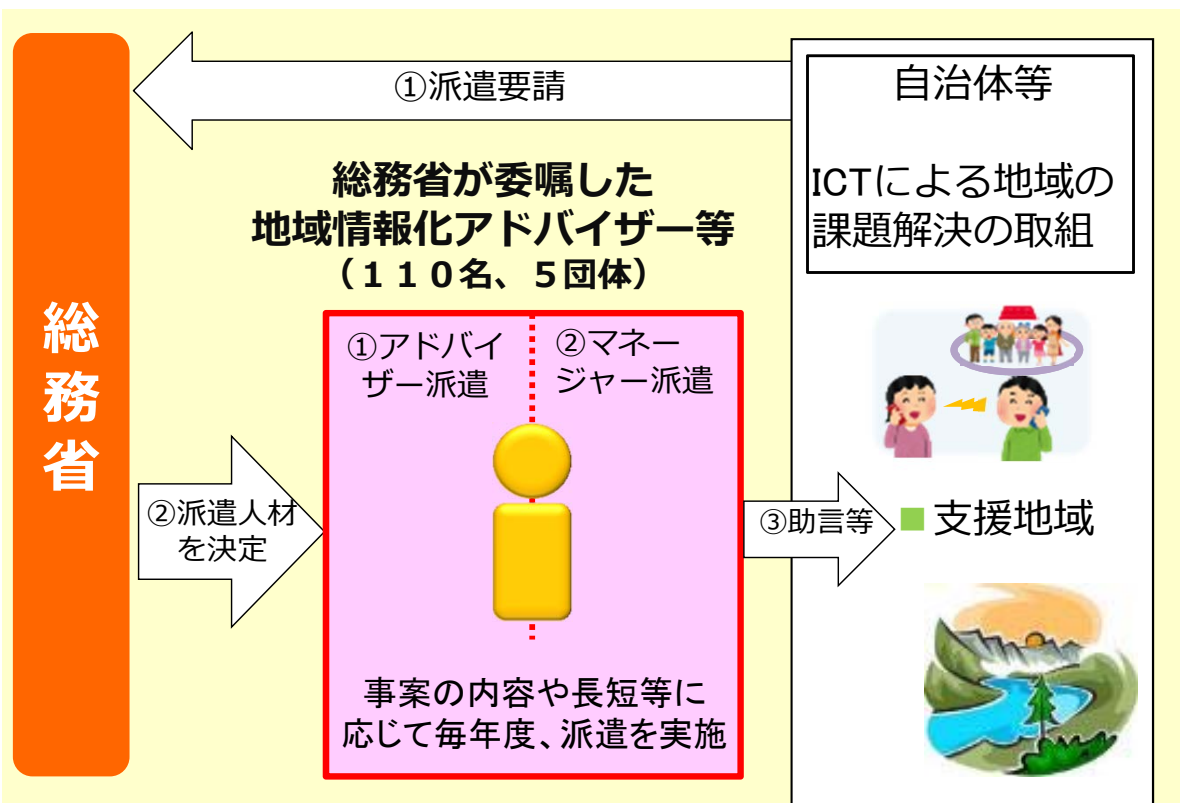 総務省
①派遣要請
総務省が委嘱した
地域情報化アドバイザー等
（１１０名、５団体）
①アドバイ
ザー派遣
②マネー
ジャー派遣
事案の内容や長短等に
応じて毎年度、派遣を実施
②派遣人材
を決定
③助言等
自治体等
ICTによる地域の
課題解決の取組
■支援地域